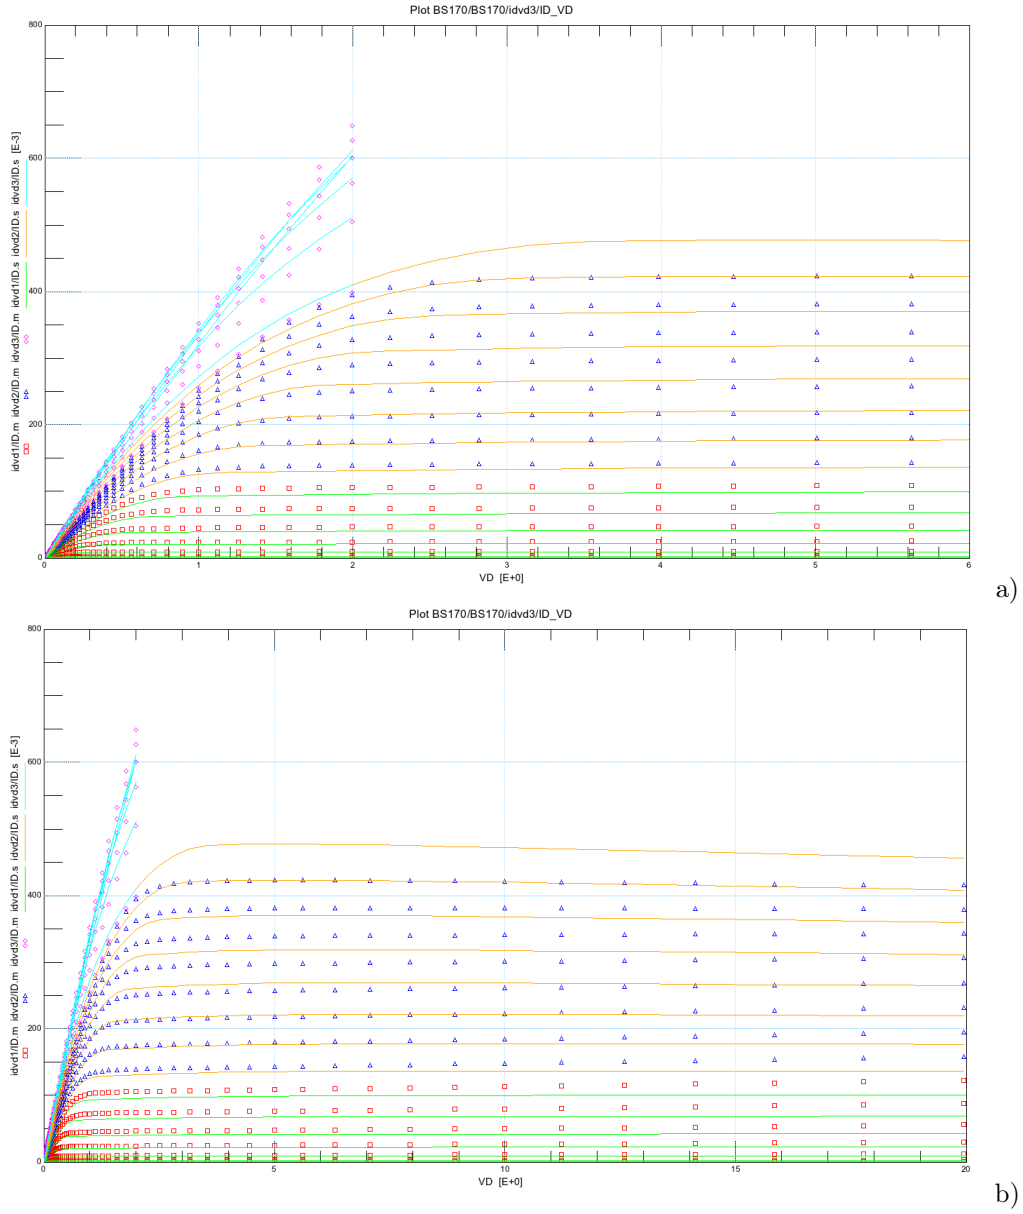 Plot BS170/BS170/idvd3/ID_VD
800
600
400
200
0
idvd1/ID.m idvd2/ID.m idvd3/ID.m idvd1/ID.s idvd2/ID.s idvd3/ID.s [E-3]
0 1 2 3 4 5 6
VD [E+0]
a)
Plot BS170/BS170/idvd3/ID_VD
800
600
400
200
0
idvd1/ID.m idvd2/ID.m idvd3/ID.m idvd1/ID.s idvd2/ID.s idvd3/ID.s [E-3]
0 5 10 15 20
VD [E+0]
b)